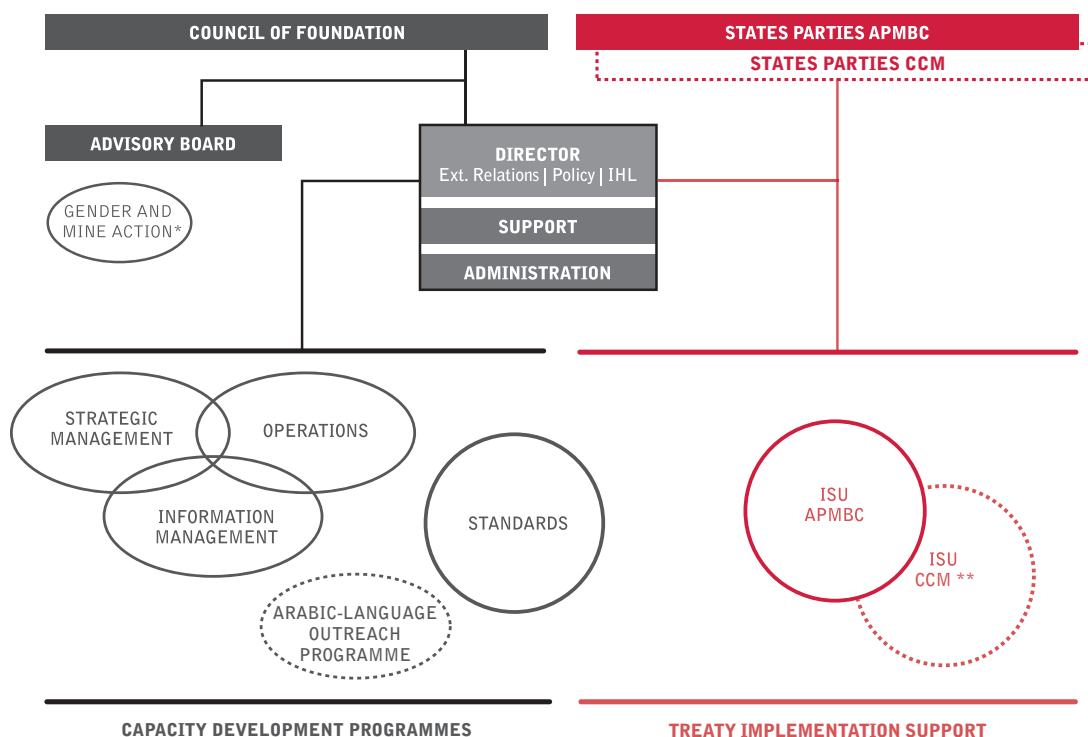 COUNCIL OF FOUNDATION
STATES PARTIES APMBC
STATES PARTIES CCM
ADVISORY BOARD
DIRECTOR
Ext. Relations | Policy | IHL
SUPPORT
ADMINISTRATION
GENDER AND
MINE ACTION*
STRATEGIC
MANAGEMENT
OPERATIONS
INFORMATION
MANAGEMENT
STANDARDS
ARABIC-LANGUAGE
OUTREACH
PROGRAMME
ISU
APMBC
ISU
CCM **
CAPACITY DEVELOPMENT PROGRAMMES
TREATY IMPLEMENTATION SUPPORT